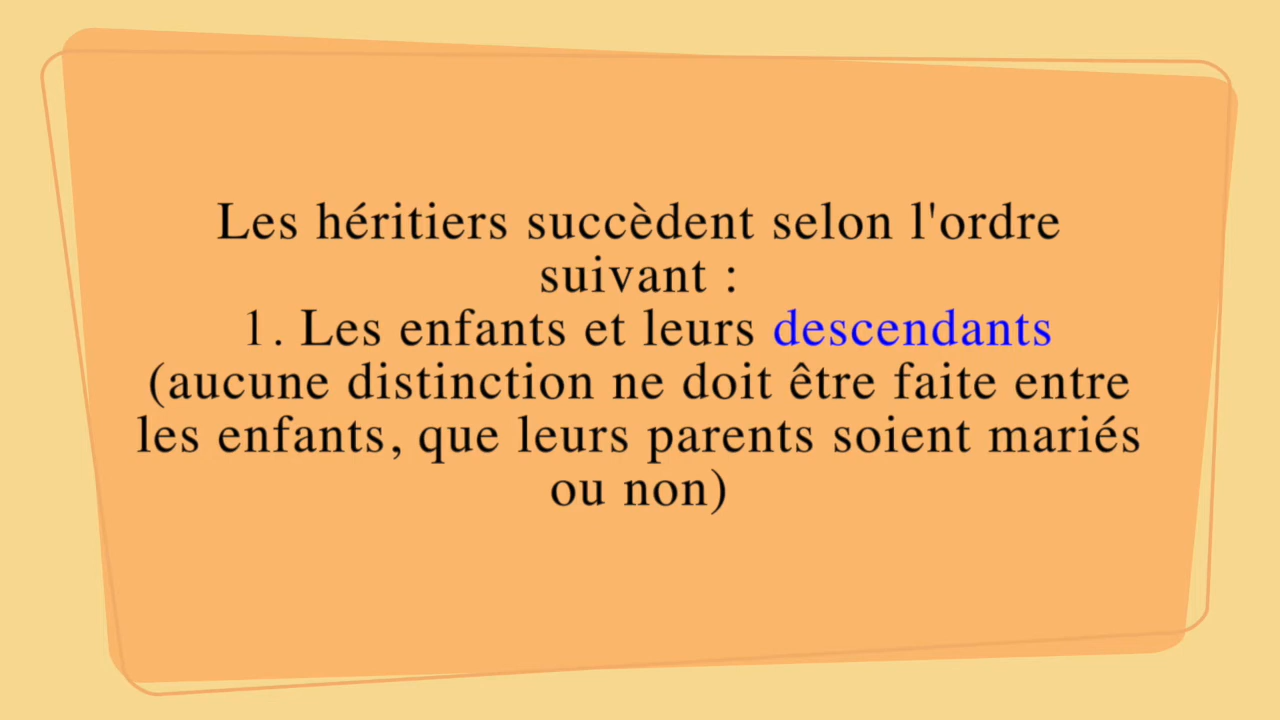 Les héritiers succèdent selon l'ordre
suivant :
1. Les enfants et leurs descendants
(aucune distinction ne doit être faite entre
les enfants, que leurs parents soient mariés
ou non)